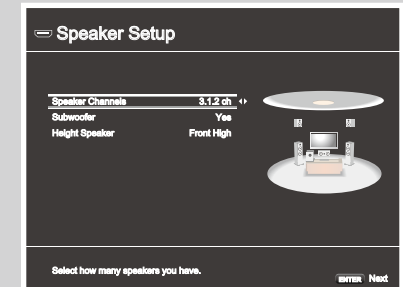 Speaker Setup
Speaker Channels 3.1.2 ch
Subwoofer Yes
Height Speaker Front High
Select how many speakers you have.
ENTER Next